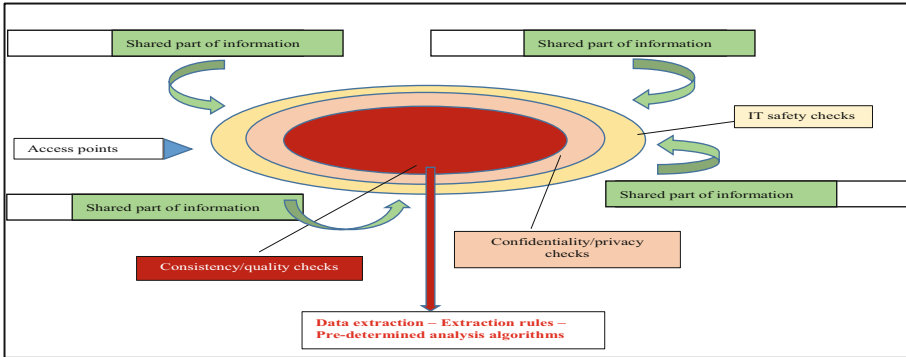 Shared part of information
Shared part of information
IT safety checks
Access points
Shared part of information
Shared part of information
Confidentiality/privacy
checks
Consistency/quality checks
Data extraction – Extraction rules –
Pre-determined analysis algorithms